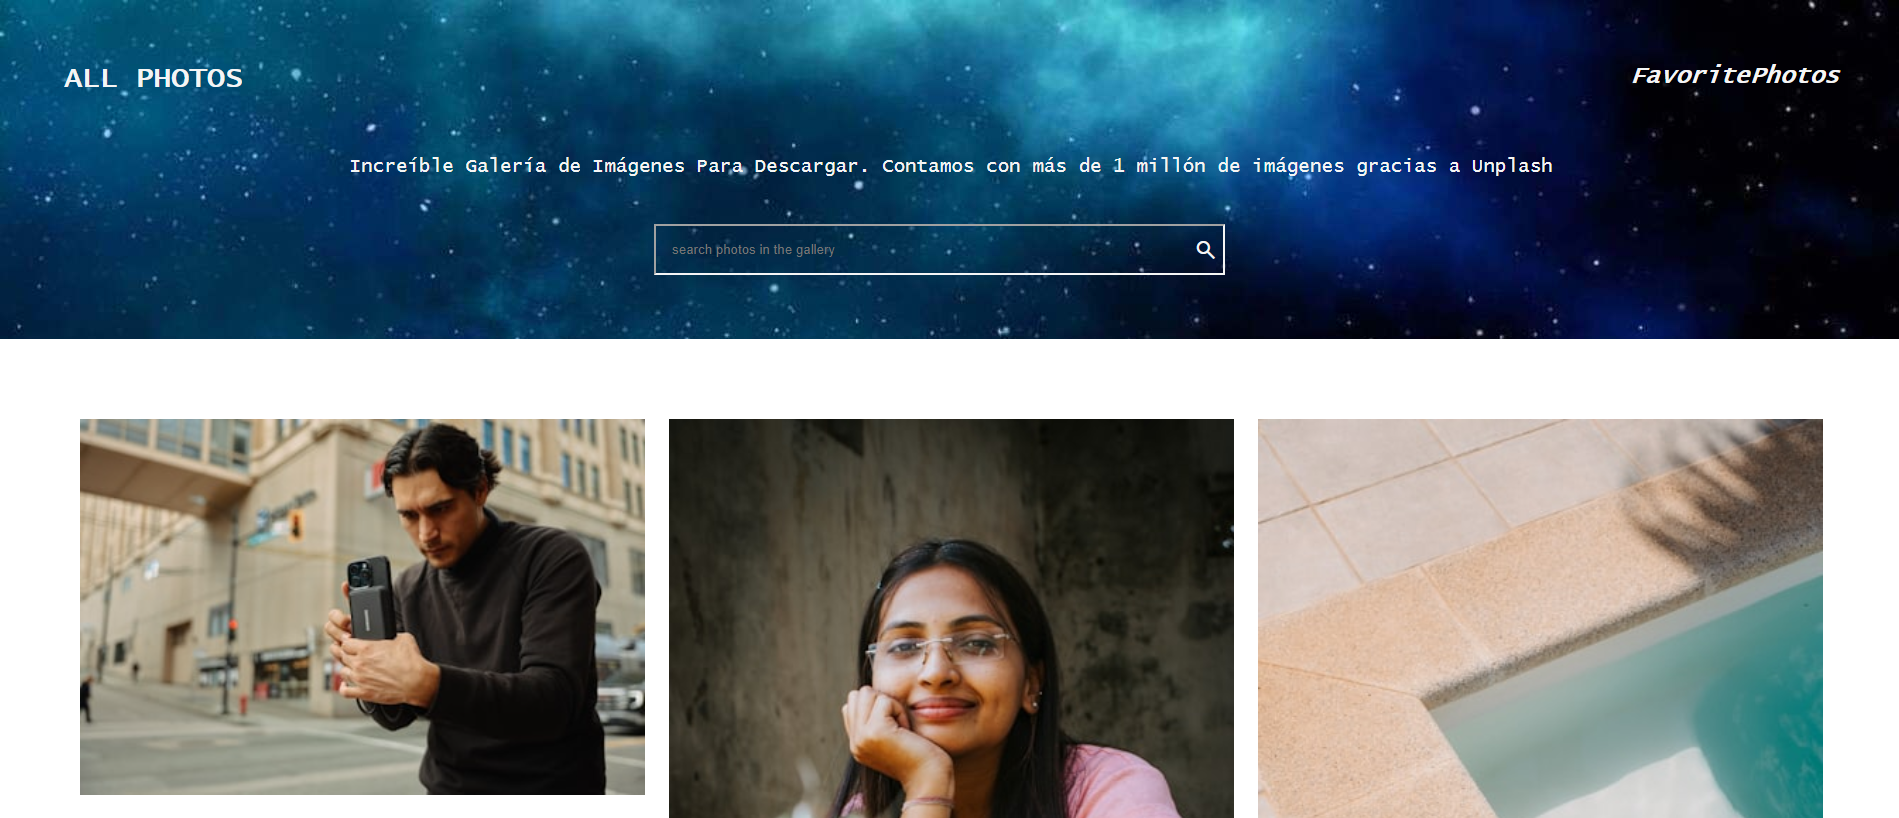 ALL PHOTOS
FavoritePhotos
Increíble Galería de Imágenes Para Descargar. Contamos con más de 1 millón de imágenes gracias a Unplash
search photos in the gallery